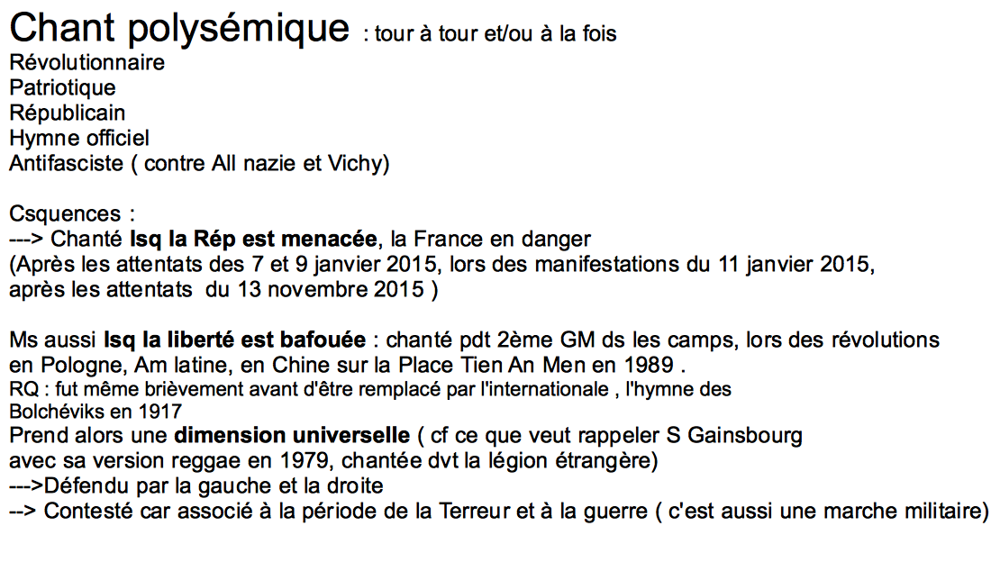 Chant polysémique : tour à tour et/ou à la fois
Révolutionnaire
Patriotique
Républicain
Hymne officiel
Antifasciste ( contre All nazie et Vichy)
Csquences :
---> Chanté lsq la Rép est menacée, la France en danger
(Après les attentats des 7 et 9 janvier 2015, lors des manifestations du 11 janvier 2015,
après les attentats du 13 novembre 2015 )
Ms aussi lsq la liberté est bafouée : chanté pdt 2ème GM ds les camps, lors des révolutions
en Pologne, Am latine, en Chine sur la Place Tien An Men en 1989 .
RQ : fut même brièvement avant d'être remplacé par l'internationale , l'hymne des
Bolchéviks en 1917
Prend alors une dimension universelle ( cf ce que veut rappeler S Gainsbourg
avec sa version reggae en 1979, chantée dvt la légion étrangère)
--->Défendu par la gauche et la droite
--> Contesté car associé à la période de la Terreur et à la guerre ( c'est aussi une marche militaire)